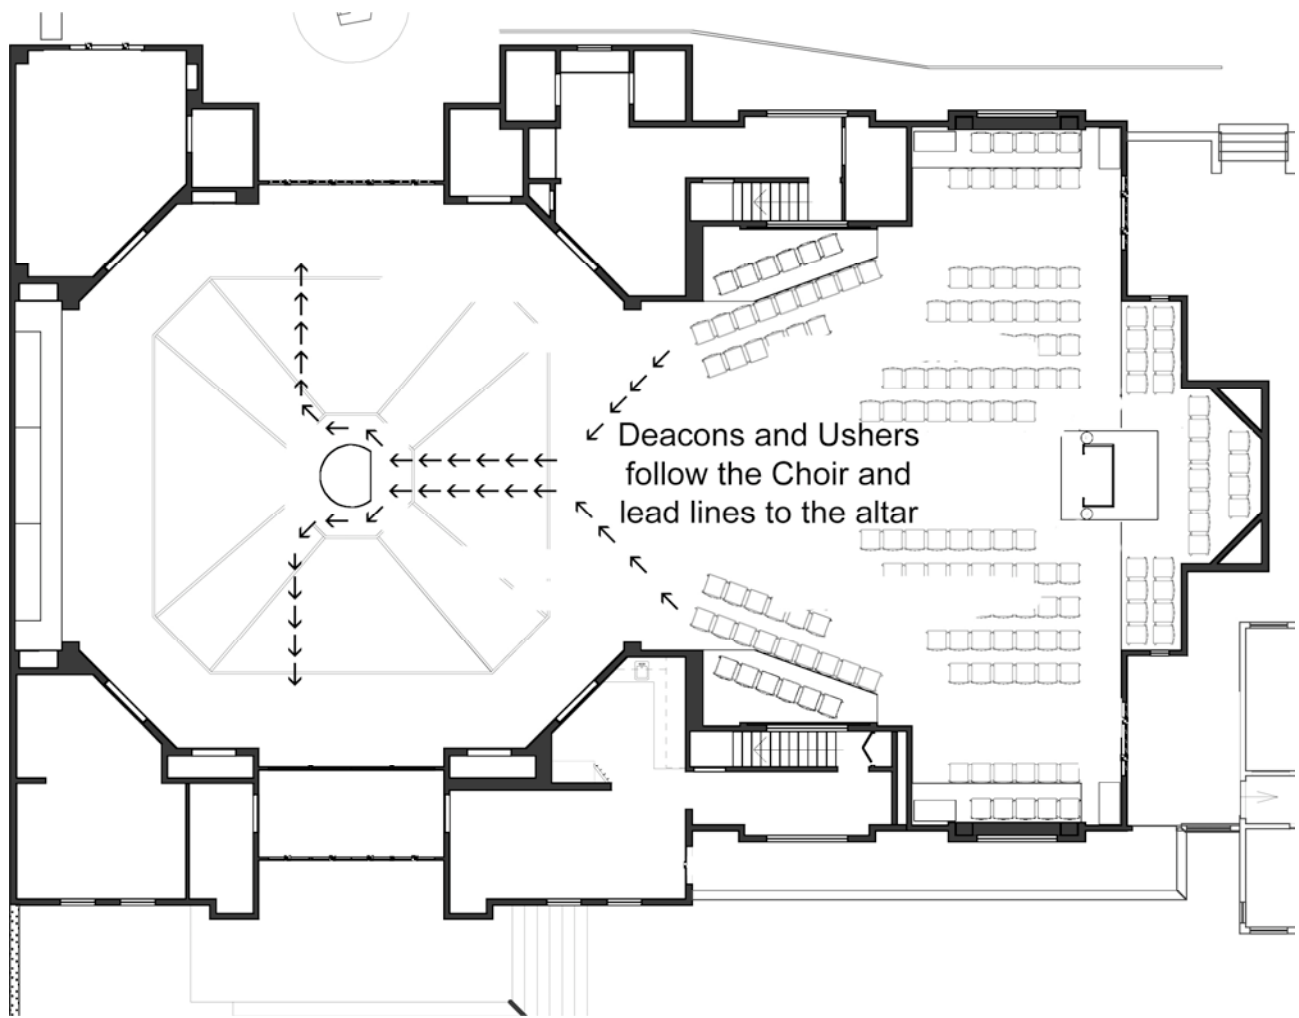 Deacons and Ushers
follow the Choir and
lead lines to the altar